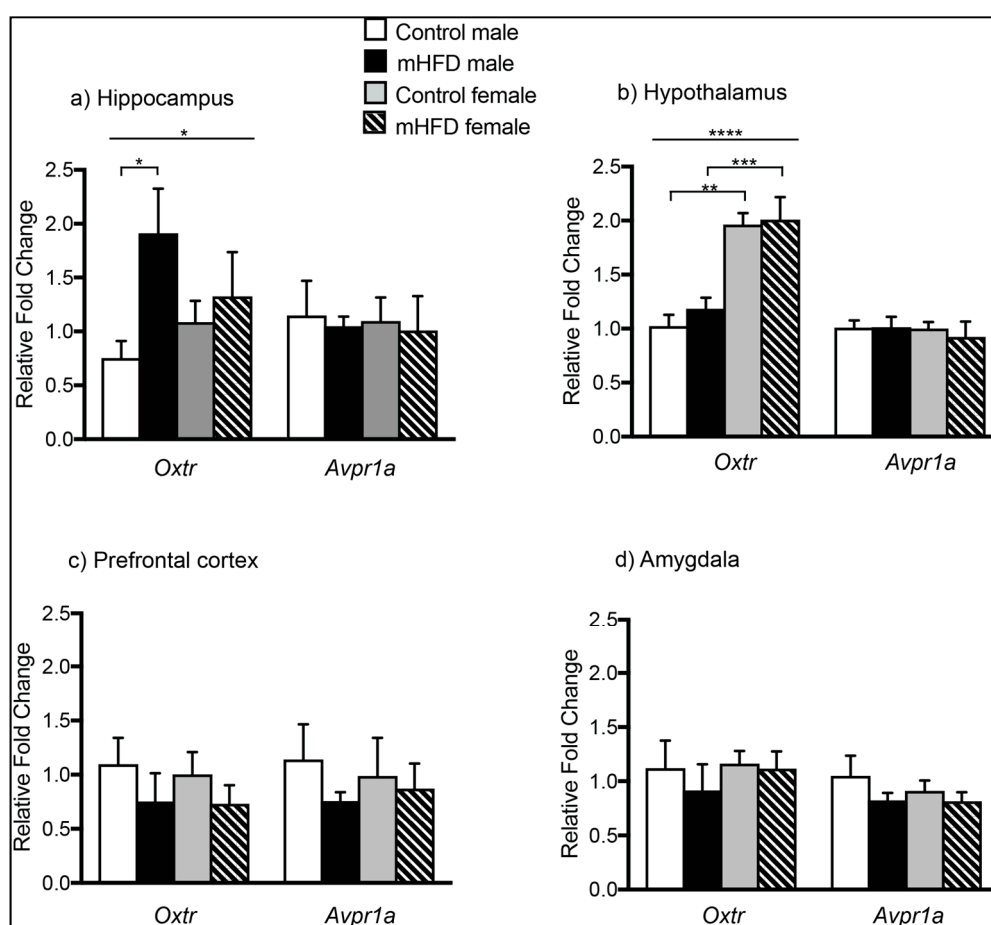 Control male
mHFD male
Control female
mHFD female
a) Hippocampus
*
*
Relative Fold Change
2.5
2.0
1.5
1.0
0.5
0.0
Oxtr
Avpr1a
b) Hypothalamus
****
***
**
Relative Fold Change
2.5
2.0
1.5
1.0
0.5
0.0
Oxtr
Avpr1a
c) Prefrontal cortex
Relative Fold Change
2.5
2.0
1.5
1.0
0.5
0.0
Oxtr
Avpr1a
d) Amygdala
Relative Fold Change
2.5
2.0
1.5
1.0
0.5
0.0
Oxtr
Avpr1a